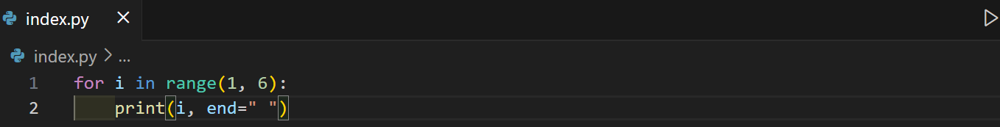 index.py
index.py > ...
1 for i in range(1, 6):
2     print(i, end=" ")